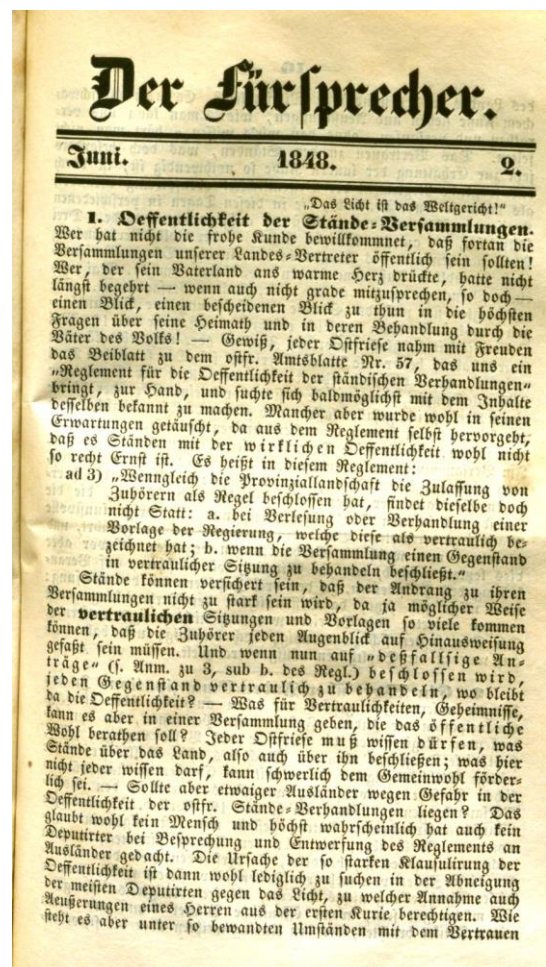 Der Fürsprecher.
Juni. 1848. 2.
„Das Licht ist das Weltgericht!“
1. Oeffentlichkeit der Stände-Versammlungen.
Wer hat nicht die frohe Kunde bewillkommnet, daß fortan die
Versammlungen unserer Landes-Vertreter öffentlich sein sollten!
Wer, der sein Vaterland ans warme Herz drückte, hatte nicht
längst begehrt — wenn auch nicht grade mitzusprechen, so doch —
einen Blick, einen bescheidenen Blick zu thun in die höchsten
Fragen über seine Heimath und in deren Behandlung durch die
Väter des Volks! — Gewiß, jeder Ostfriese nahm mit Freuden
das Beiblatt zu dem ostfr. Amtsblatte Nr. 57, das uns ein
„Reglement für die Oeffentlichkeit der ständischen Verhandlungen“
bringt, zur Hand, und suchte sich baldmöglichst mit dem Inhalte
desselben bekannt zu machen. Mancher aber wurde wohl in seinen
Erwartungen getäuscht, da aus dem Reglement selbst hervorgeht,
daß es Ständen mit der wirklichen Oeffentlichkeit wohl nicht
so recht Ernst ist. Es heißt in diesem Reglement:
ad 3) „Wenngleich die Provinziallandschaft die Zulassung von
Zuhörern als Regel beschlossen hat, findet dieselbe doch
nicht Statt: a. bei Verlesung oder Verhandlung einer
Vorlage der Regierung, welche diese als vertraulich be-
zeichnet hat; b. wenn die Versammlung einen Gegenstand
in vertraulicher Sitzung zu behandeln beschließt.“
Stände können versichert sein, daß der Andrang zu ihren
Versammlungen nicht zu stark sein wird, da ja möglicher Weise
der vertraulichen Sitzungen und Vorlagen so viele kommen
können, daß die Zuhörer jeden Augenblick auf Hinausweisung
gefaßt sein müssen. Und wenn nun auf „deßfallsige An-
träge“ (s. Anm. zu 3, sub b. des Regl.) beschlossen wird,
jeden Gegenstand vertraulich zu behandeln, wo bleibt
da die Oeffentlichkeit? — Was für Vertraulichkeiten, Geheimnisse,
kann es aber in einer Versammlung geben, die das öffentliche
Wohl berathen soll? Jeder Ostfriese muß wissen dürfen, was
Stände über das Land, also auch über ihn beschließen; was hier
nicht jeder wissen darf, kann schwerlich dem Gemeinwohl förder-
lich sei. — Sollte aber etwaiger Ausländer wegen Gefahr in der
Oeffentlichkeit der ostfr. Stände-Verhandlungen liegen? Das
glaubt wohl kein Mensch und höchst wahrscheinlich hat auch kein
Deputirter bei Besprechung und Entwerfung des Reglements an
Ausländer gedacht. Die Ursache der so starken Klausulirung der
Oeffentlichkeit ist dann wohl lediglich zu suchen in der Abneigung
der meisten Deputirten gegen das Licht, zu welcher Annahme auch
Aeußerungen eines Herren aus der ersten Kurie berechtigen. Wie
steht es aber unter so bewandten Umständen mit dem Vertrauen